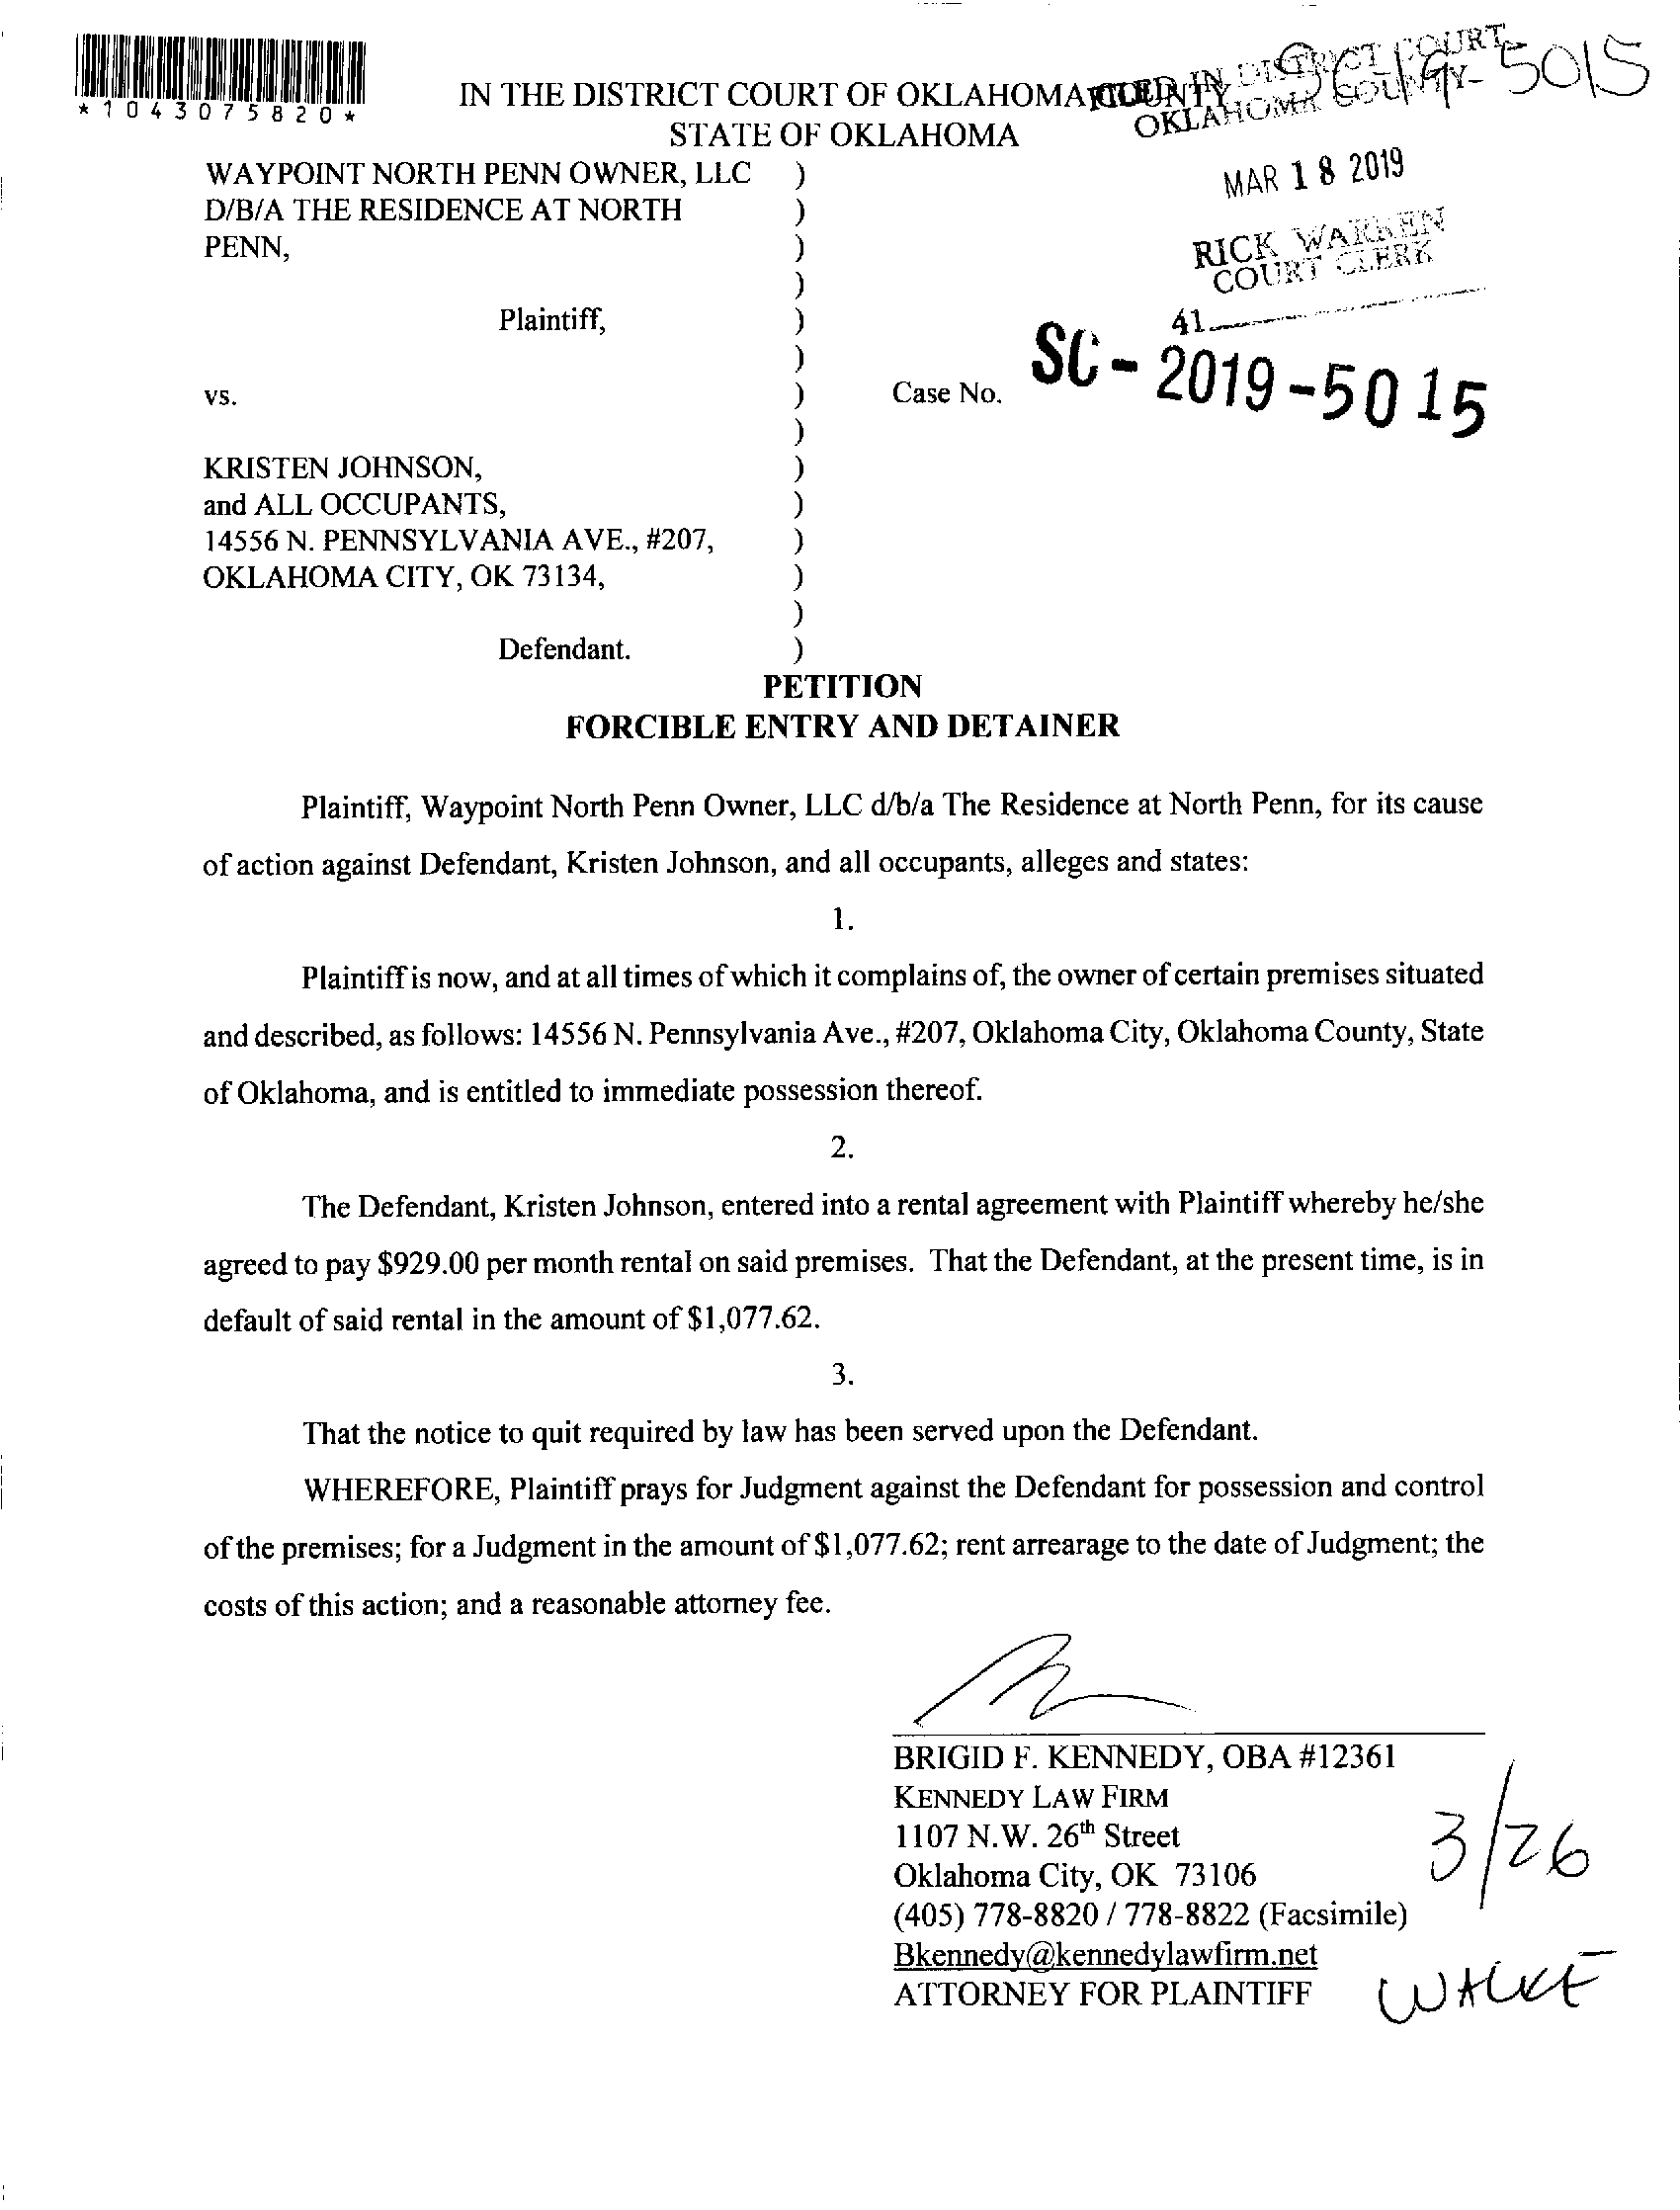 *1043075820*
SC-19-5015
IN THE DISTRICT COURT OF OKLAHOMA COUNTY
STATE OF OKLAHOMA
FILED IN DISTRICT COURT
OKLAHOMA COUNTY
MAR 18 2019
RICK WARREN
COURT CLERK
41
WAYPOINT NORTH PENN OWNER, LLC )
D/B/A THE RESIDENCE AT NORTH )
PENN, )
)
Plaintiff, )
)
vs. ) Case No. SC-2019-5015
)
KRISTEN JOHNSON, )
and ALL OCCUPANTS, )
14556 N. PENNSYLVANIA AVE., #207, )
OKLAHOMA CITY, OK 73134, )
)
Defendant. )
PETITION
FORCIBLE ENTRY AND DETAINER
Plaintiff, Waypoint North Penn Owner, LLC d/b/a The Residence at North Penn, for its cause
of action against Defendant, Kristen Johnson, and all occupants, alleges and states:
1.
Plaintiff is now, and at all times of which it complains of, the owner of certain premises situated
and described, as follows: 14556 N. Pennsylvania Ave., #207, Oklahoma City, Oklahoma County, State
of Oklahoma, and is entitled to immediate possession thereof.
2.
The Defendant, Kristen Johnson, entered into a rental agreement with Plaintiff whereby he/she
agreed to pay $929.00 per month rental on said premises. That the Defendant, at the present time, is in
default of said rental in the amount of $1,077.62.
3.
That the notice to quit required by law has been served upon the Defendant.
WHEREFORE, Plaintiff prays for Judgment against the Defendant for possession and control
of the premises; for a Judgment in the amount of $1,077.62; rent arrearage to the date of Judgment; the
costs of this action; and a reasonable attorney fee.
BRIGID F. KENNEDY, OBA #12361
KENNEDY LAW FIRM
1107 N.W. 26th Street
Oklahoma City, OK 73106
(405) 778-8820 / 778-8822 (Facsimile)
Bkennedy@kennedylawfirm.net
ATTORNEY FOR PLAINTIFF
3/26